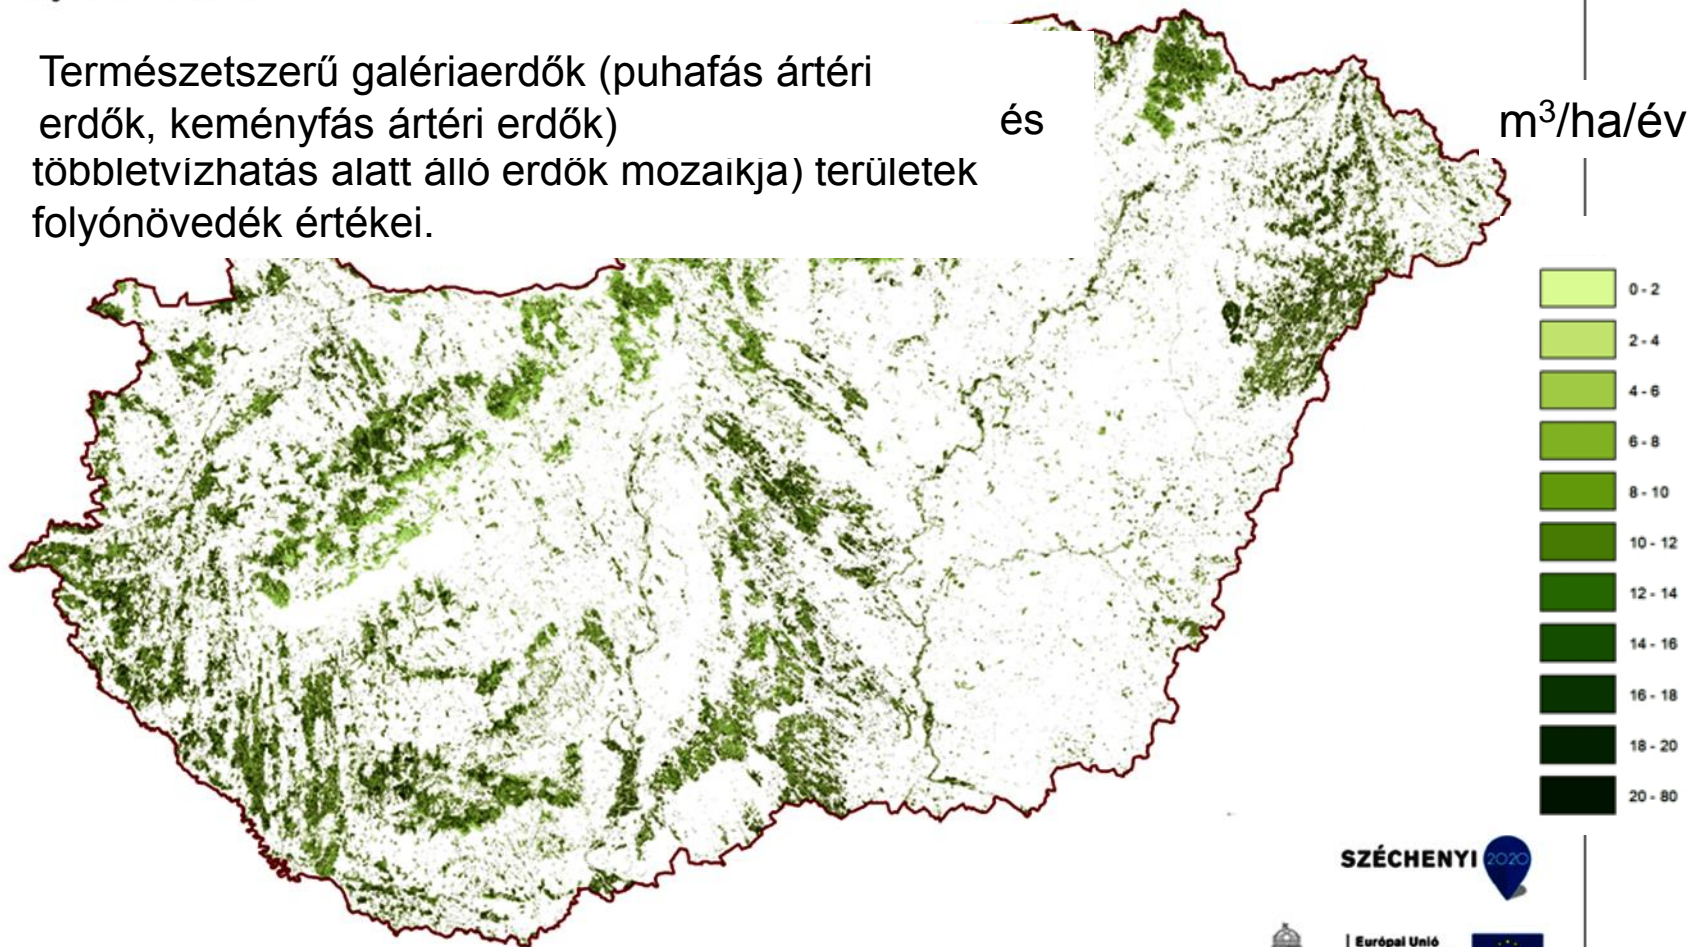 Természetszerű galériaerdők (puhafás ártéri
erdők, keményfás ártéri erdők) és
többletvízhatás alatt álló erdők mozaikja) területek
folyónövedék értékei.
m³/ha/év
0 - 2
2 - 4
4 - 6
6 - 8
8 - 10
10 - 12
12 - 14
14 - 16
16 - 18
18 - 20
20 - 80
SZÉCHENYI 2020
Európai Unió